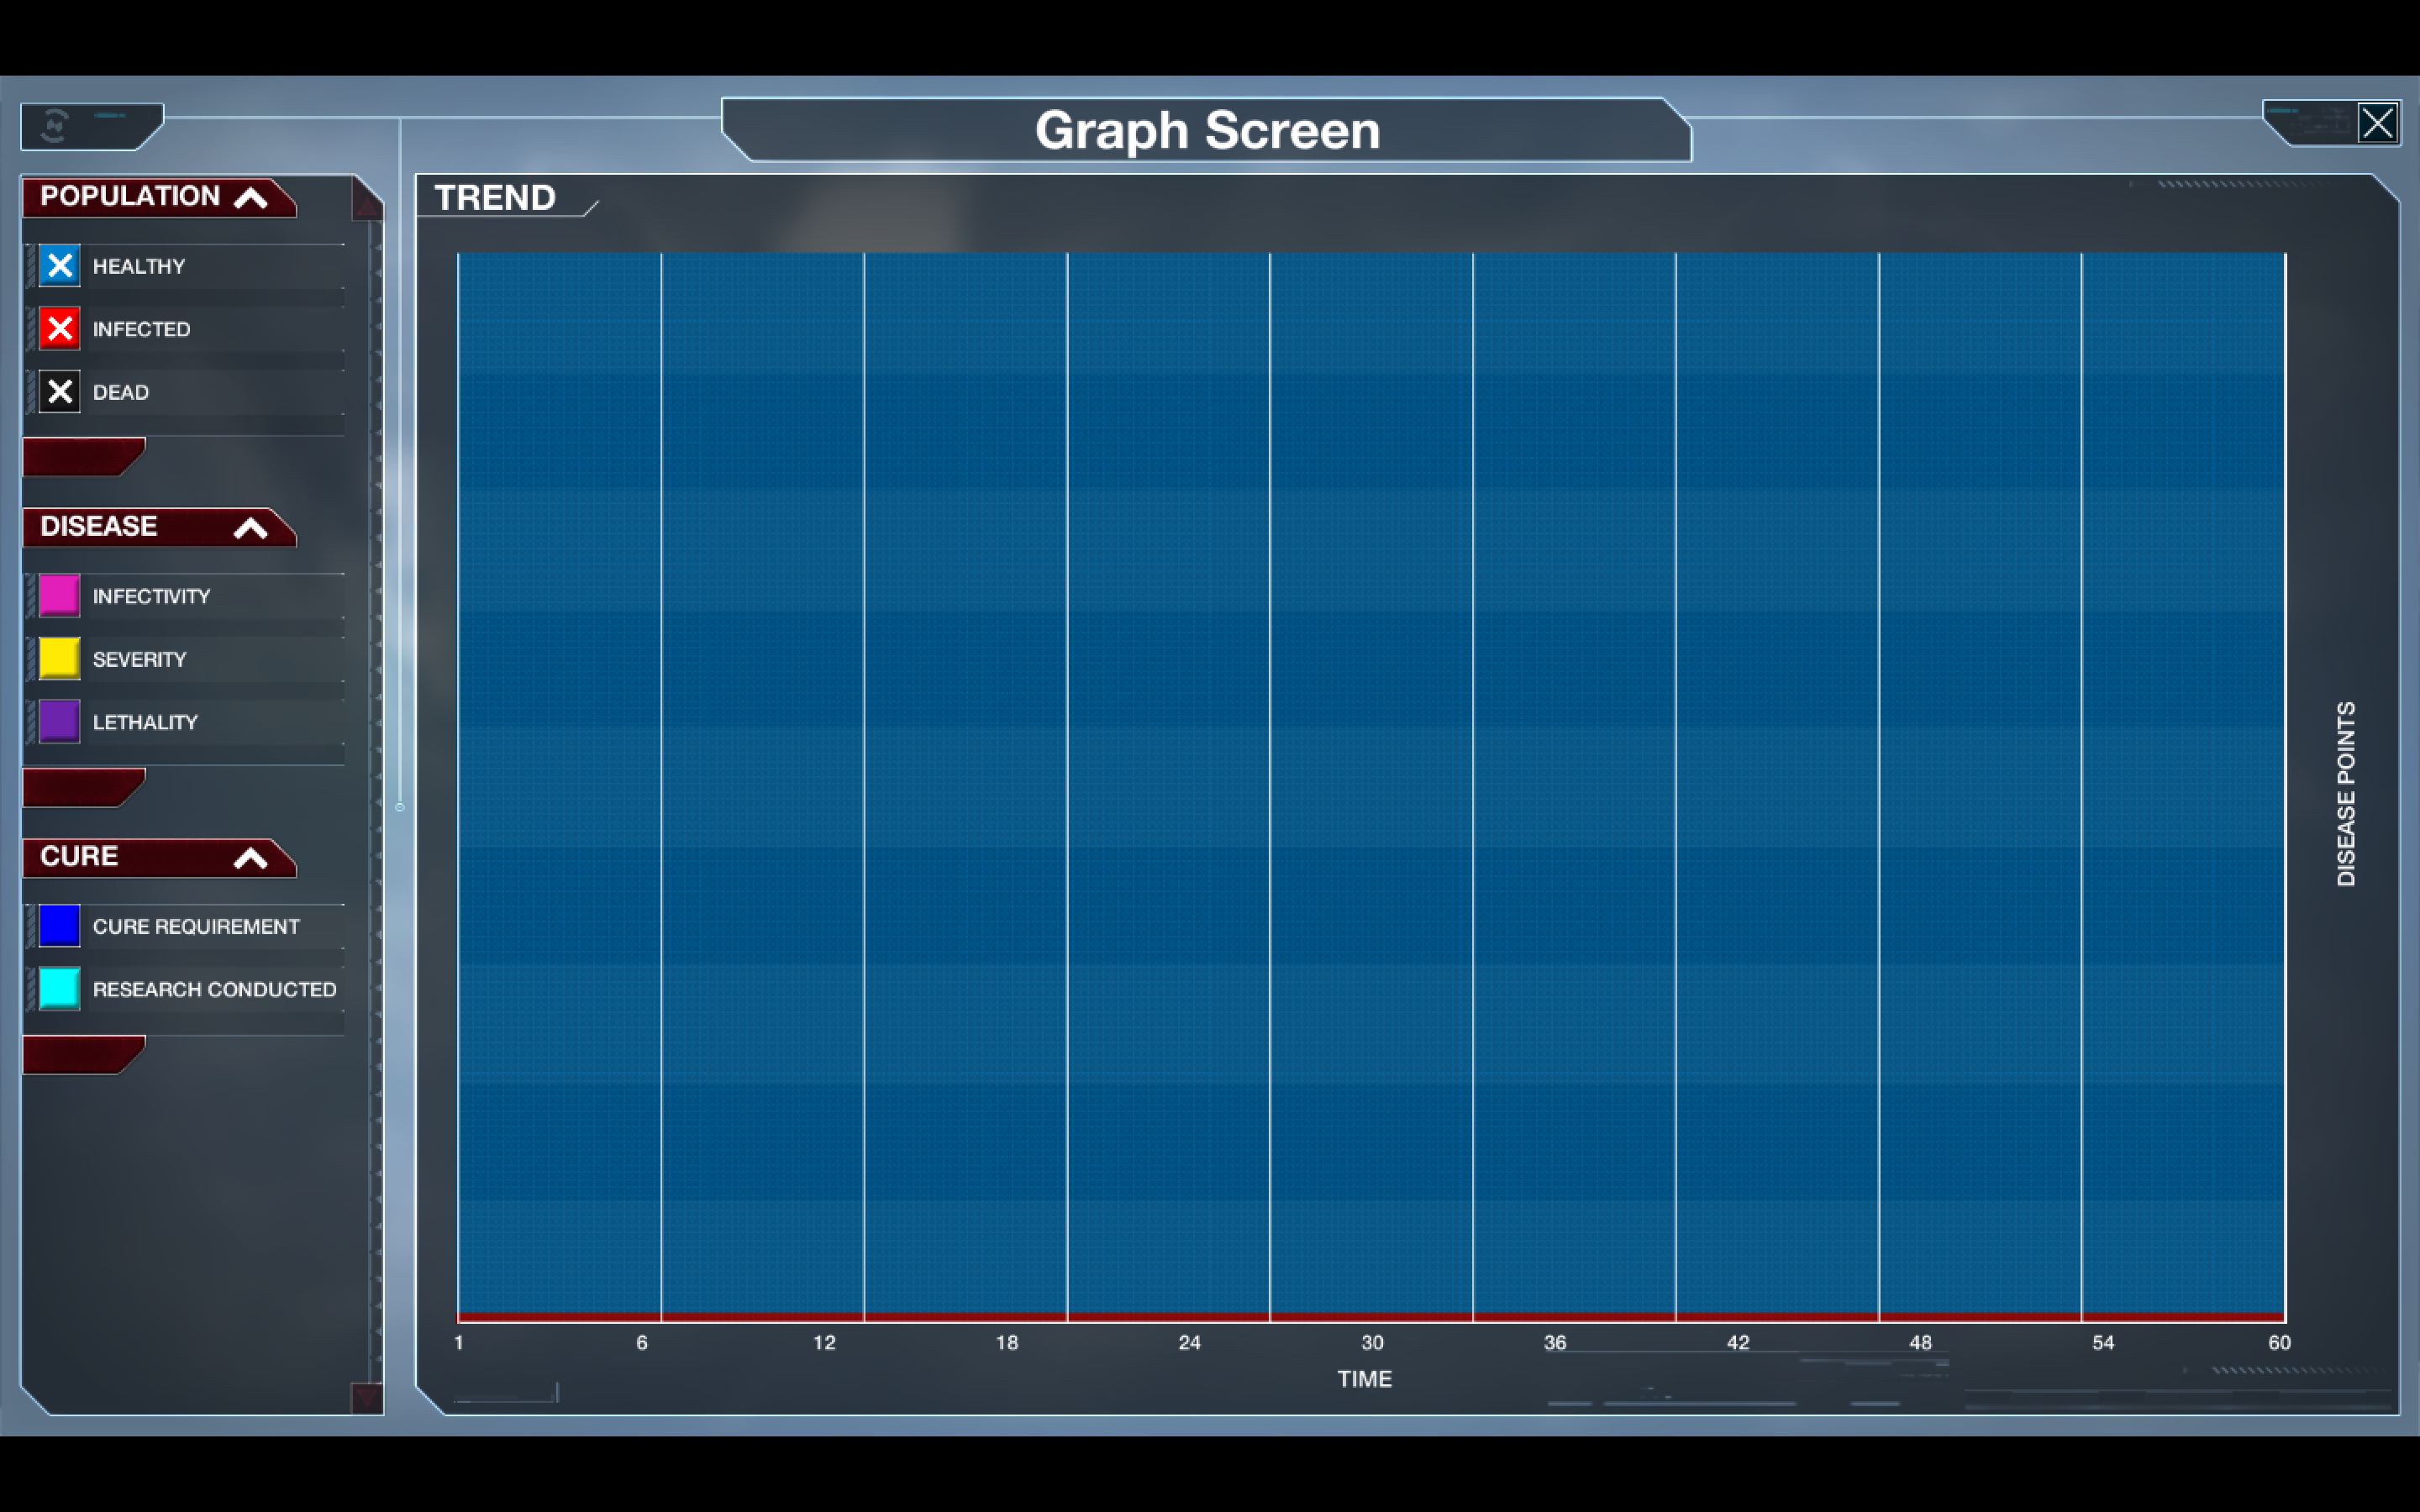 Graph Screen
POPULATION
HEALTHY
INFECTED
DEAD
DISEASE
INFECTIVITY
SEVERITY
LETHALITY
CURE
CURE REQUIREMENT
RESEARCH CONDUCTED
TREND
DISEASE POINTS
1 6 12 18 24 30 36 42 48 54 60
TIME